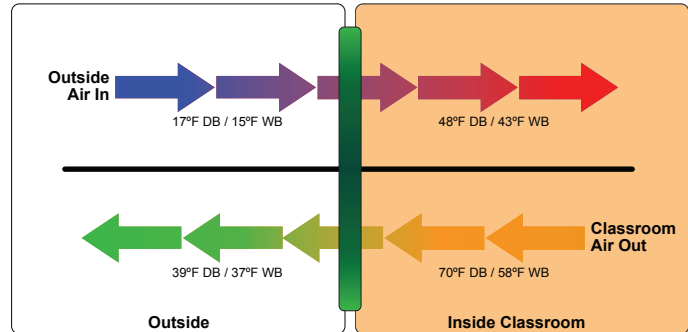 Outside
Air In
17ºF DB / 15ºF WB
48ºF DB / 43ºF WB
Classroom
Air Out
39ºF DB / 37ºF WB
70ºF DB / 58ºF WB
Outside
Inside Classroom